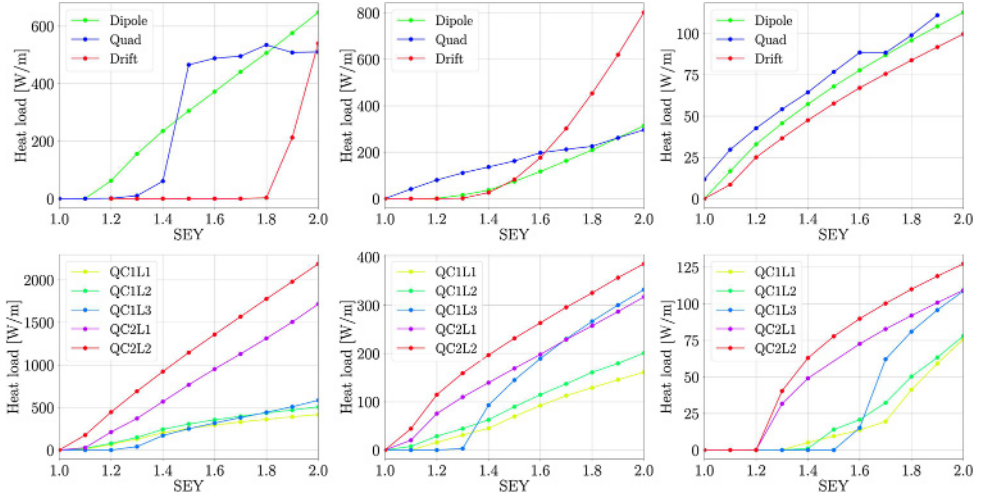 Heat load [W/m]
600
400
200
0
Dipole
Quad
Drift
1.0 1.2 1.4 1.6 1.8 2.0
SEY
Heat load [W/m]
800
600
400
200
0
Dipole
Quad
Drift
1.0 1.2 1.4 1.6 1.8 2.0
SEY
Heat load [W/m]
100
75
50
25
0
Dipole
Quad
Drift
1.0 1.2 1.4 1.6 1.8 2.0
SEY
Heat load [W/m]
2000
1500
1000
500
0
QC1L1
QC1L2
QC1L3
QC2L1
QC2L2
1.0 1.2 1.4 1.6 1.8 2.0
SEY
Heat load [W/m]
400
300
200
100
0
QC1L1
QC1L2
QC1L3
QC2L1
QC2L2
1.0 1.2 1.4 1.6 1.8 2.0
SEY
Heat load [W/m]
125
100
75
50
25
0
QC1L1
QC1L2
QC1L3
QC2L1
QC2L2
1.0 1.2 1.4 1.6 1.8 2.0
SEY